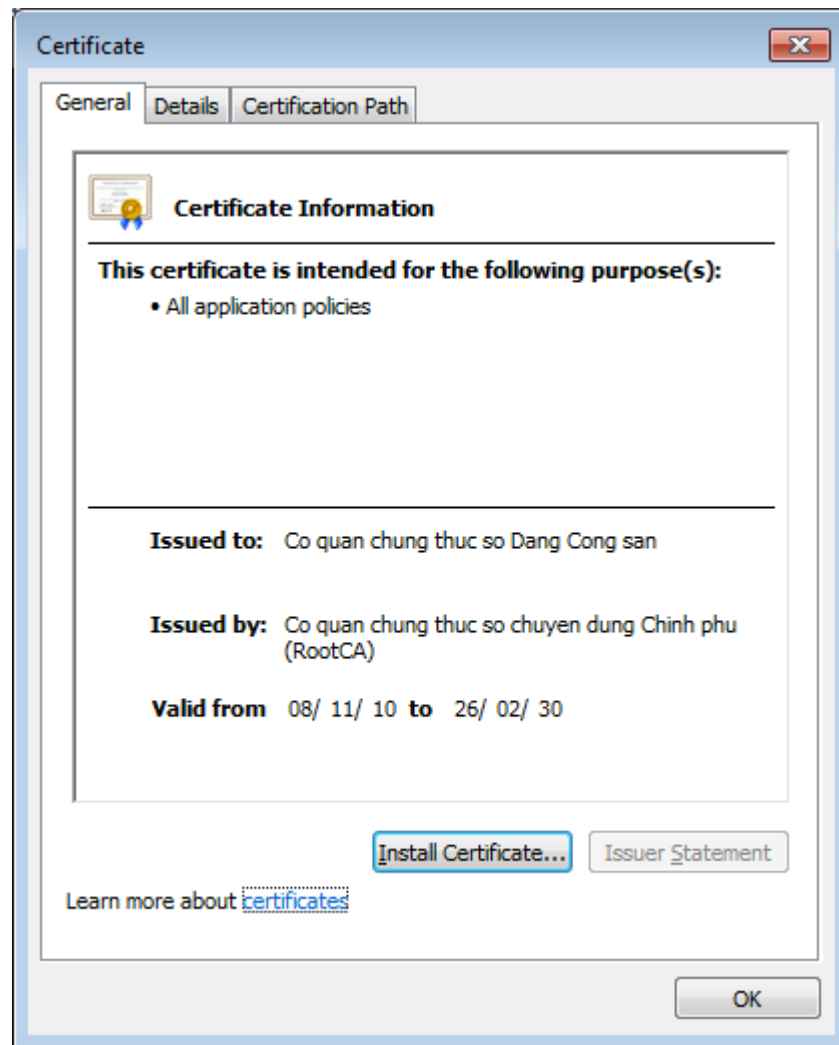 Certificate
General Details Certification Path
Certificate Information
This certificate is intended for the following purpose(s):
• All application policies
Issued to: Co quan chung thuc so Dang Cong san
Issued by: Co quan chung thuc so chuyen dung Chinh phu
(RootCA)
Valid from 08/ 11/ 10 to 26/ 02/ 30
Install Certificate... Issuer Statement
Learn more about certificates
OK